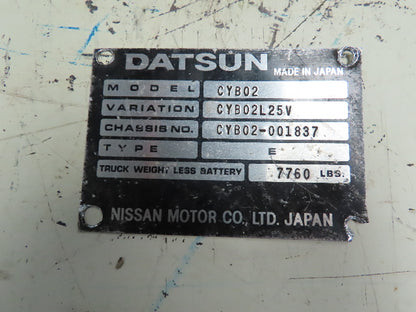 DATSUN MADE IN JAPAN
MODEL CYB02
VARIATION CYB02L25V
CHASSIS NO. CYB02-001837
TYPE E
TRUCK WEIGHT LESS BATTERY 7760 LBS.
NISSAN MOTOR CO., LTD. JAPAN